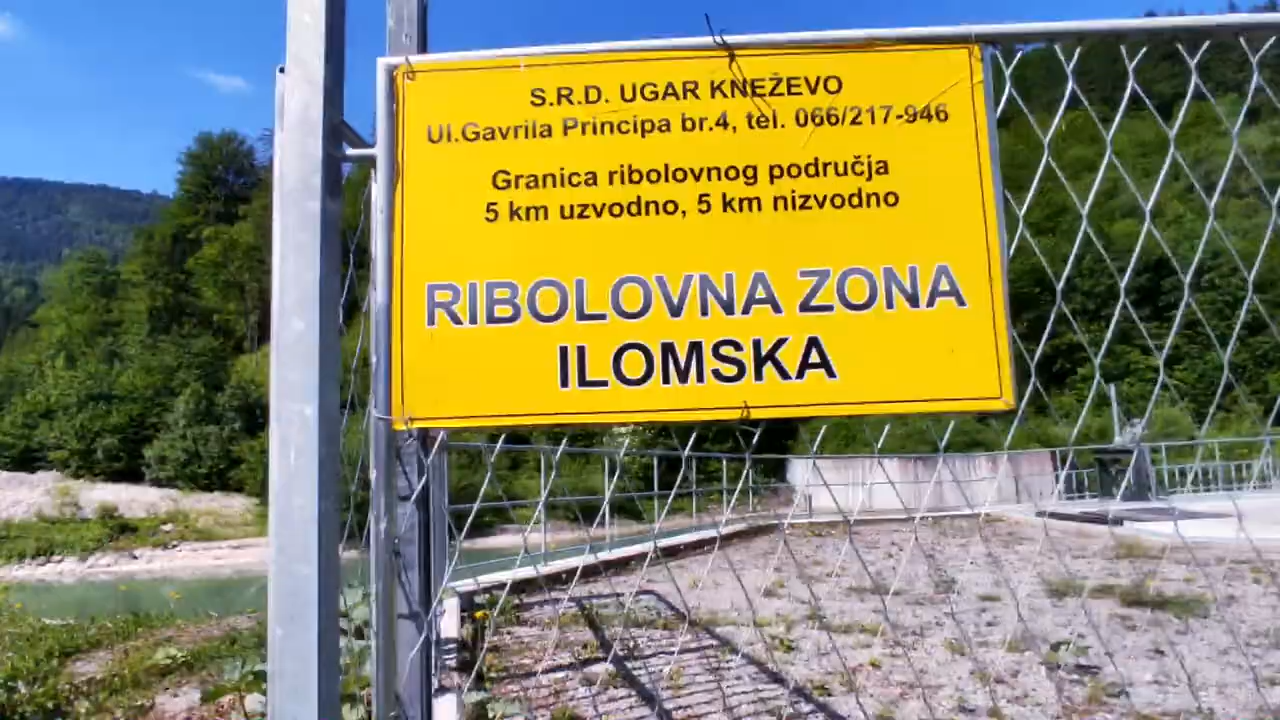 S.R.D. UGAR KNEŽEVO
Ul.Gavrila Principa br.4, tel. 066/217-946
Granica ribolovnog područja
5 km uzvodno, 5 km nizvodno
RIBOLOVNA ZONA
ILOMSKA